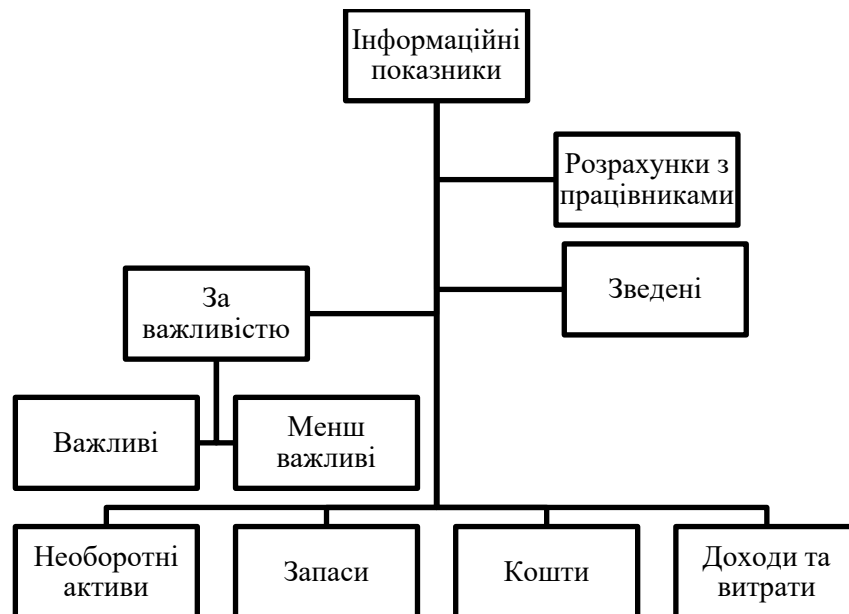 Інформаційні
показники
Розрахунки з
працівниками
Зведені
За
важливістю
Важливі
Менш
важливі
Необоротні
активи
Запаси
Кошти
Доходи та
витрати